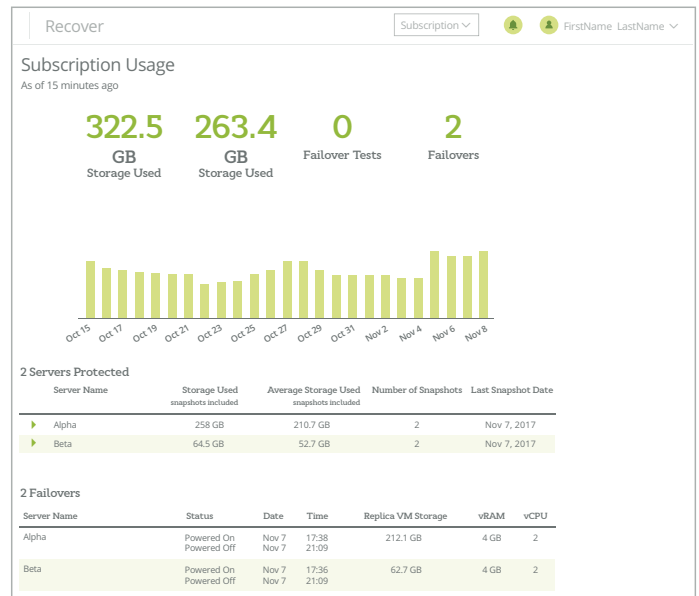 Recover
Subscription
FirstName LastName
Subscription Usage
As of 15 minutes ago
322.5 263.4 0 2
GB GB Failover Tests Failovers
Storage Used Storage Used
Oct 15 Oct 17 Oct 19 Oct 21 Oct 23 Oct 25 Oct 27 Oct 29 Oct 31 Nov 2 Nov 4 Nov 6 Nov 8
2 Servers Protected
Server Name Storage Used Average Storage Used Number of Snapshots Last Snapshot Date
snapshots included snapshots included
Alpha 258 GB 210.7 GB 2 Nov 7, 2017
Beta 64.5 GB 52.7 GB 2 Nov 7, 2017
2 Failovers
Server Name Status Date Time Replica VM Storage vRAM vCPU
Alpha Powered On Nov 7 17:38 212.1 GB 4 GB 2
Powered Off Nov 7 21:09
Beta Powered On Nov 7 17:36 62.7 GB 4 GB 2
Powered Off Nov 7 21:09